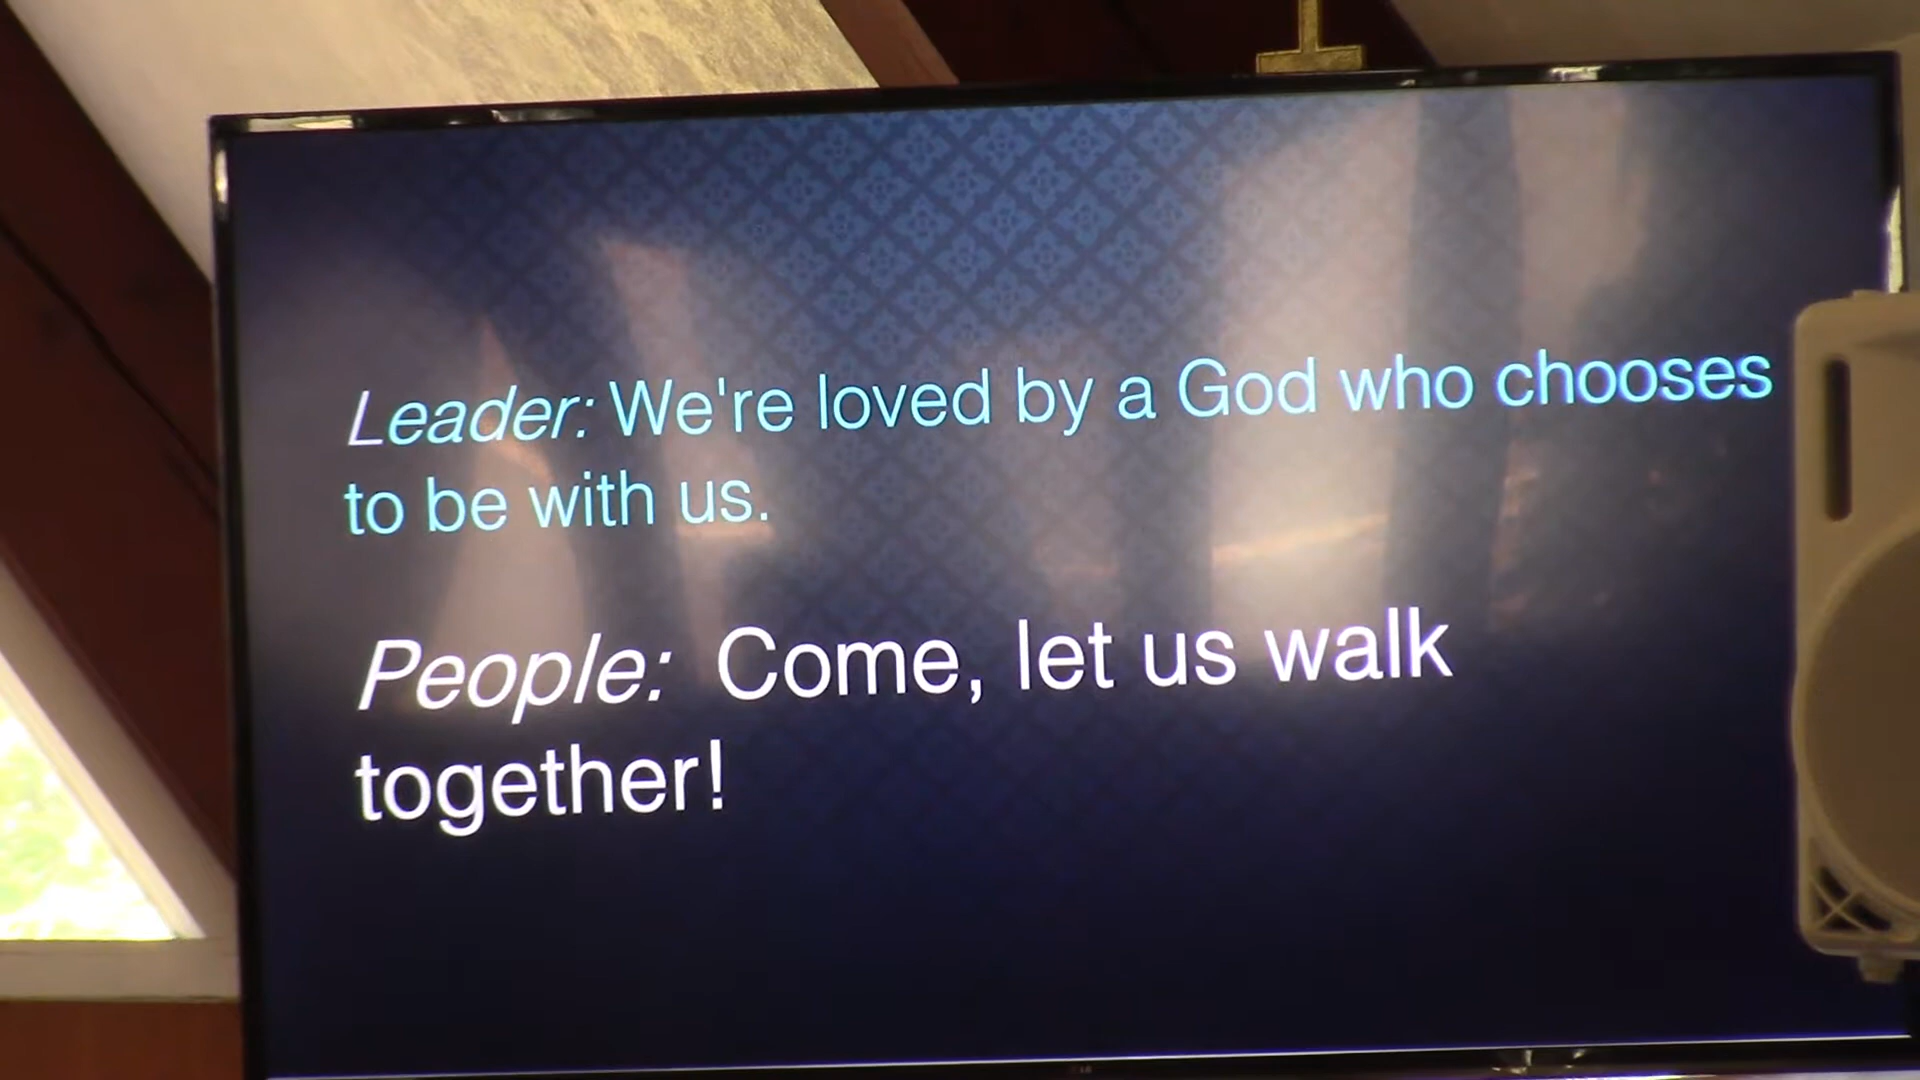 Leader: We're loved by a God who chooses
to be with us.
People: Come, let us walk
together!